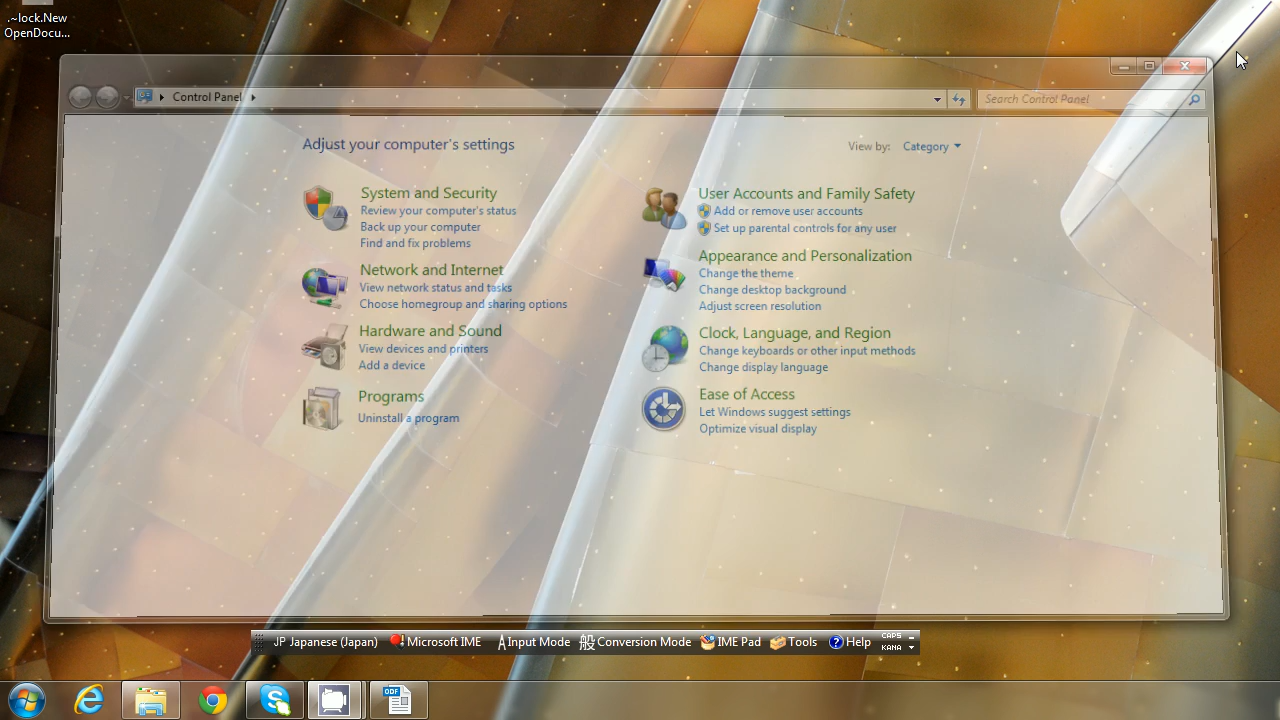 .~lock.New
OpenDocu...
Control Panel
Search Control Panel
Adjust your computer's settings
View by: Category
System and Security
Review your computer's status
Back up your computer
Find and fix problems
Network and Internet
View network status and tasks
Choose homegroup and sharing options
Hardware and Sound
View devices and printers
Add a device
Programs
Uninstall a program
User Accounts and Family Safety
Add or remove user accounts
Set up parental controls for any user
Appearance and Personalization
Change the theme
Change desktop background
Adjust screen resolution
Clock, Language, and Region
Change keyboards or other input methods
Change display language
Ease of Access
Let Windows suggest settings
Optimize visual display
JP Japanese (Japan) Microsoft IME A Input Mode 般 Conversion Mode IME Pad Tools Help CAPS
KANA
ODF